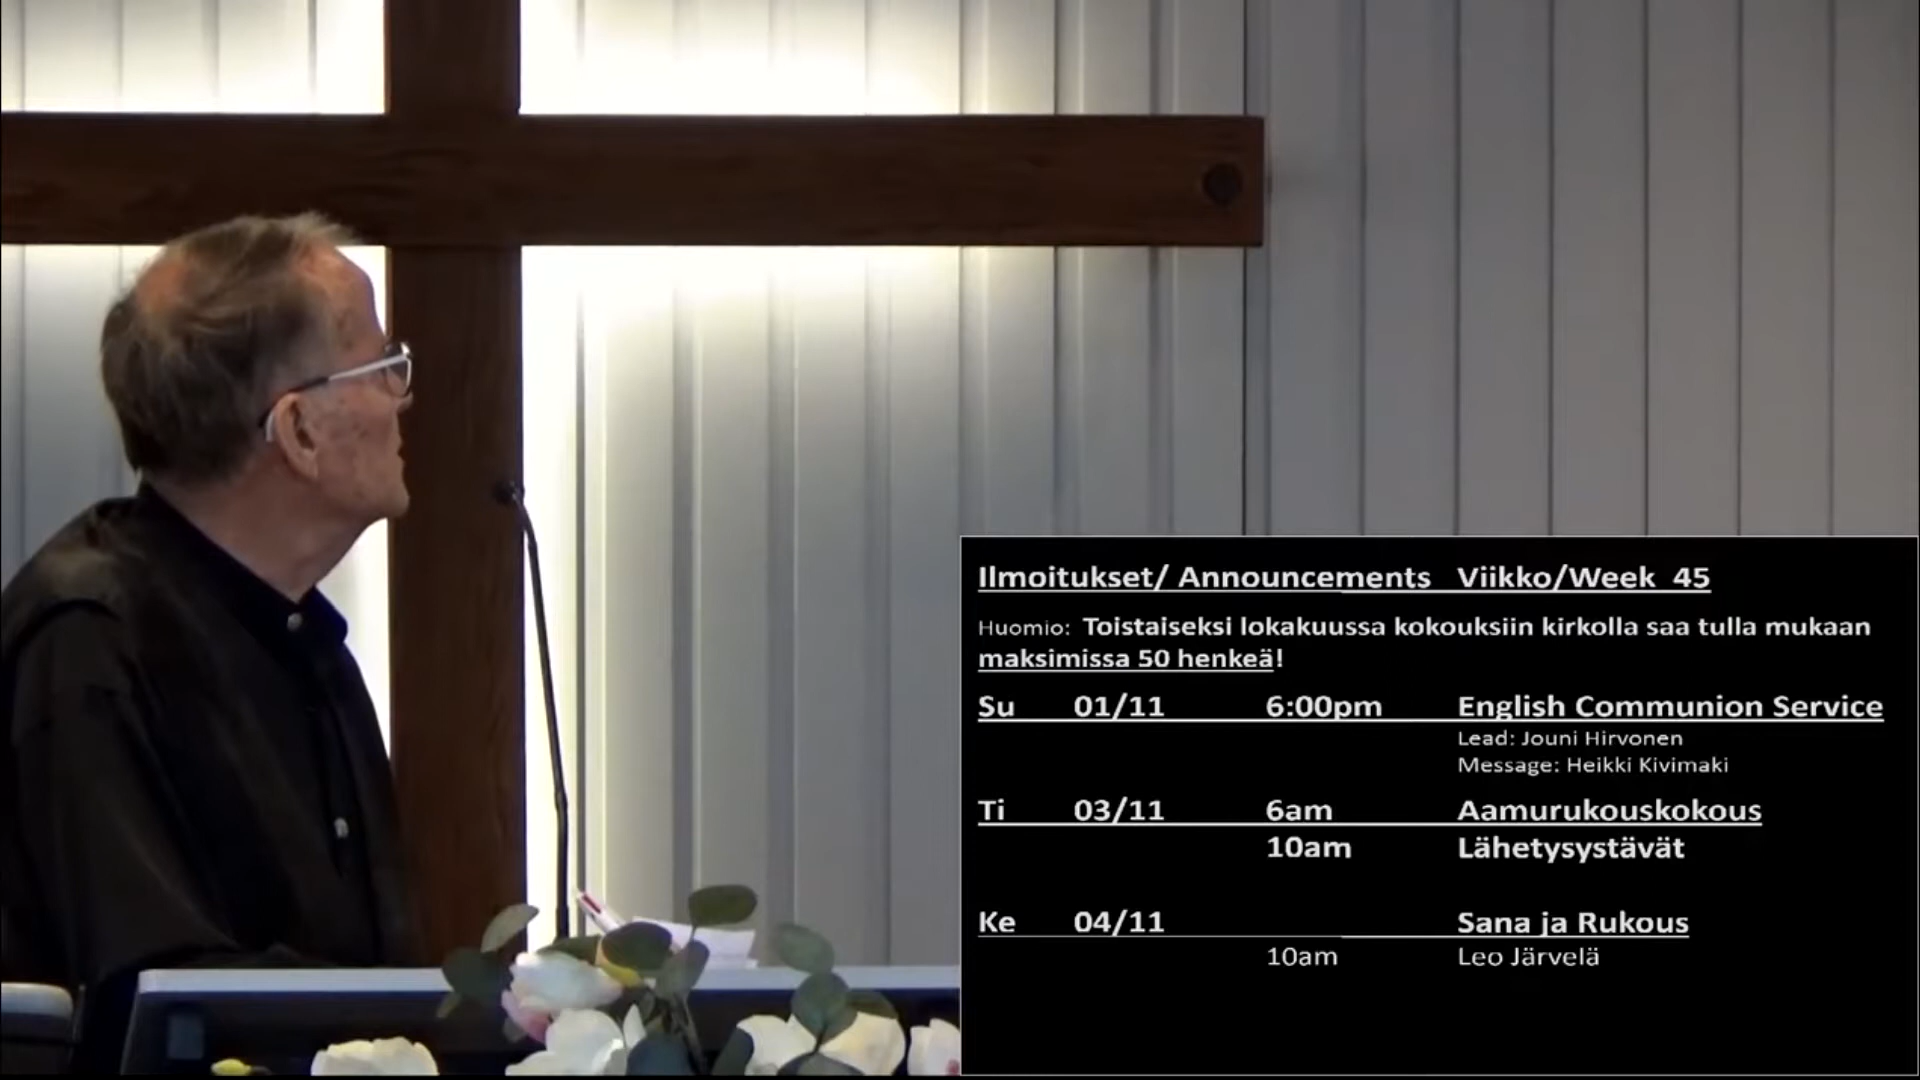 Ilmoitukset/ Announcements Viikko/Week 45
Huomio: Toistaiseksi lokakuussa kokouksiin kirkolla saa tulla mukaan
maksimissa 50 henkeä!
Su 01/11 6:00pm English Communion Service
Lead: Jouni Hirvonen
Message: Heikki Kivimaki
Ti 03/11 6am Aamurukouskokous
10am Lähetysystävät
Ke 04/11 Sana ja Rukous
10am Leo Järvelä